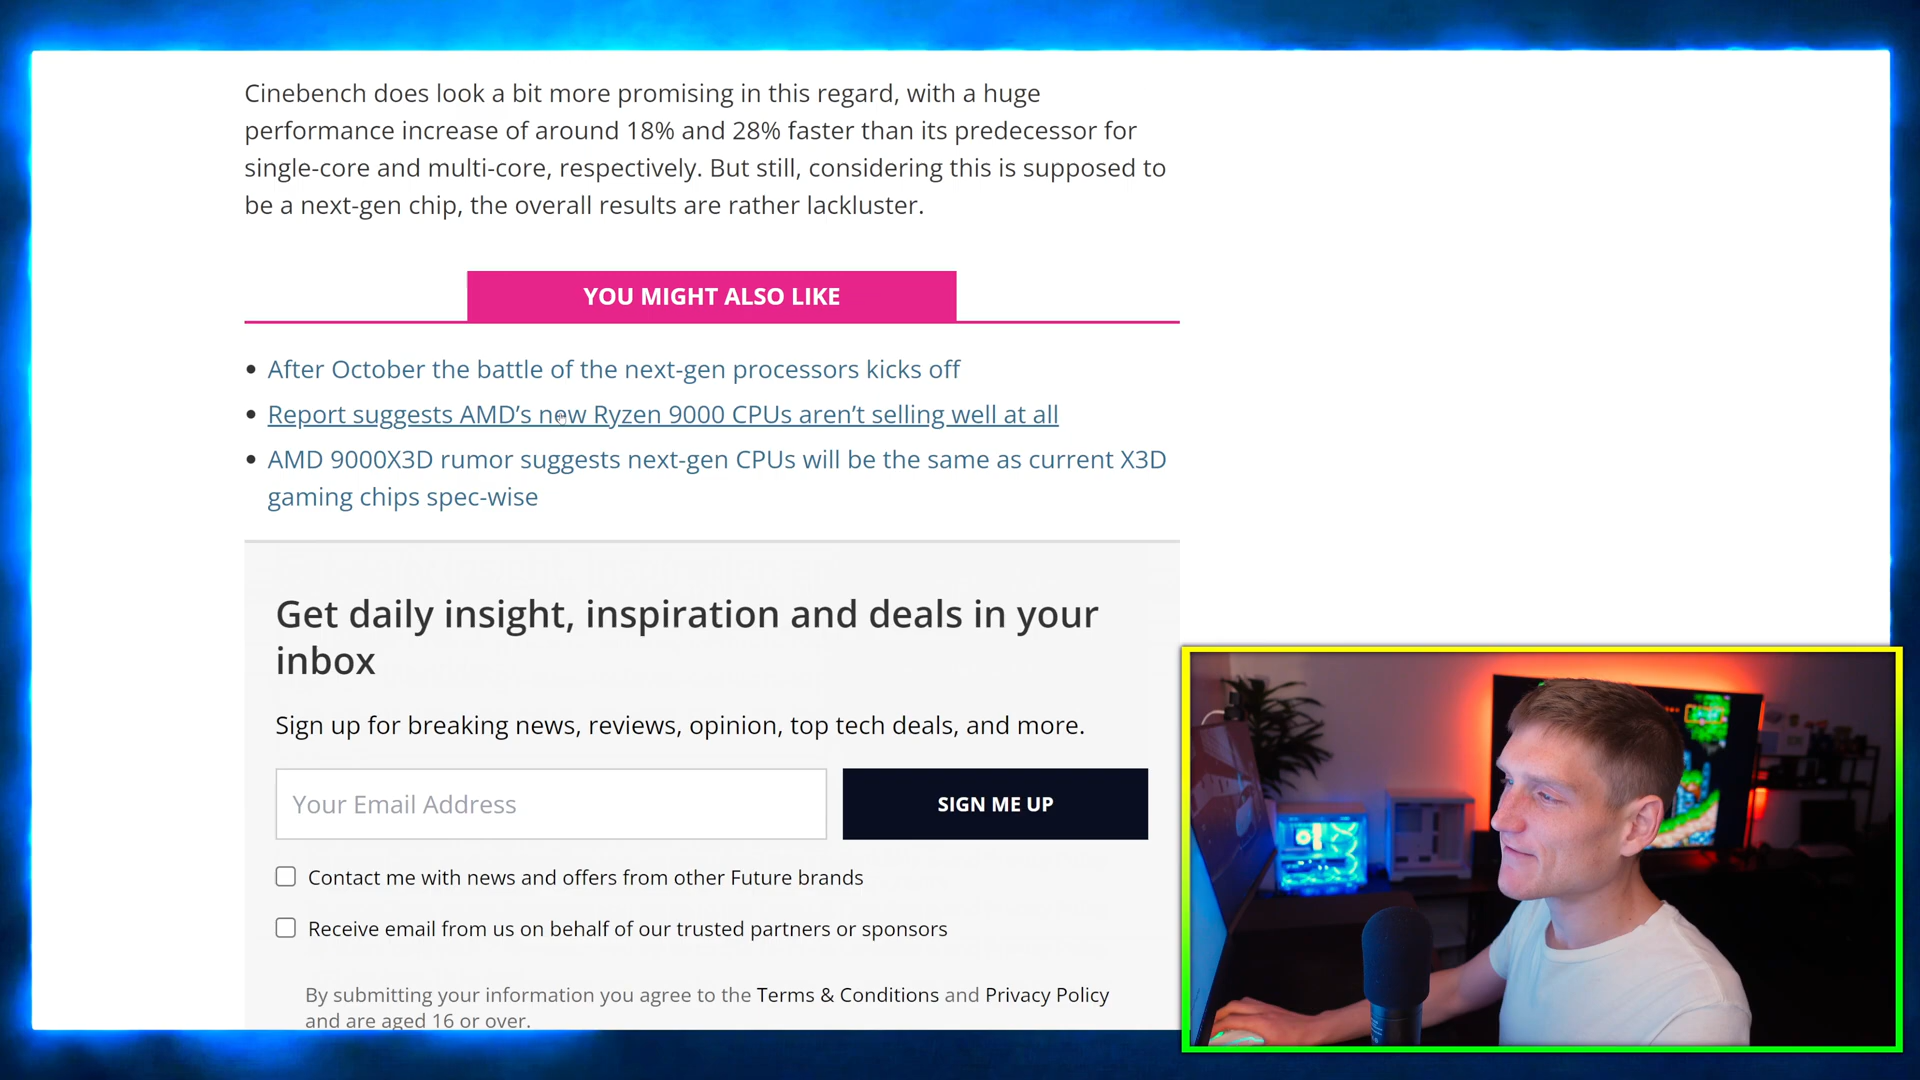 Cinebench does look a bit more promising in this regard, with a huge
performance increase of around 18% and 28% faster than its predecessor for
single-core and multi-core, respectively. But still, considering this is supposed to
be a next-gen chip, the overall results are rather lackluster.
YOU MIGHT ALSO LIKE
After October the battle of the next-gen processors kicks off
Report suggests AMD’s new Ryzen 9000 CPUs aren’t selling well at all
AMD 9000X3D rumor suggests next-gen CPUs will be the same as current X3D
gaming chips spec-wise
Get daily insight, inspiration and deals in your
inbox
Sign up for breaking news, reviews, opinion, top tech deals, and more.
Your Email Address
SIGN ME UP
Contact me with news and offers from other Future brands
Receive email from us on behalf of our trusted partners or sponsors
By submitting your information you agree to the Terms & Conditions and Privacy Policy
and are aged 16 or over.